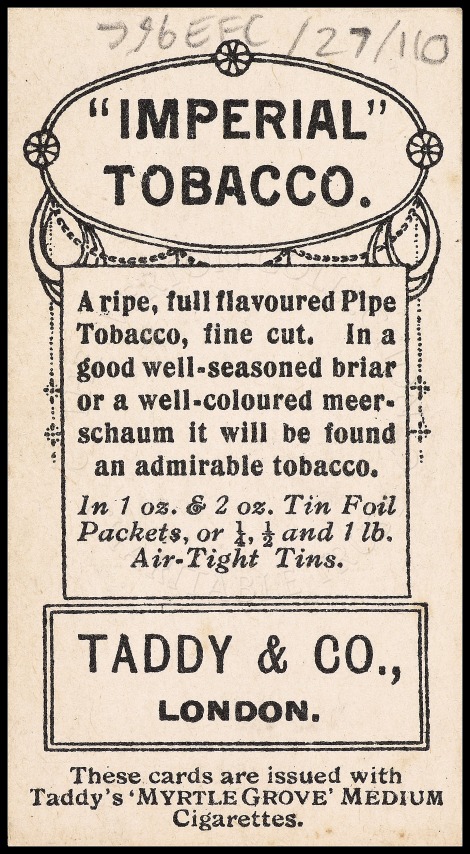 396EEC/27/110
"IMPERIAL"
TOBACCO.
A ripe, full flavoured Pipe
Tobacco, fine cut. In a
good well-seasoned briar
or a well-coloured meer-
schaum it will be found
an admirable tobacco.
In 1 oz. & 2 oz. Tin Foil
Packets, or ¼, ½ and 1 lb.
Air-Tight Tins.
TADDY & CO.,
LONDON.
These cards are issued with
Taddy's 'MYRTLE GROVE' MEDIUM
Cigarettes.